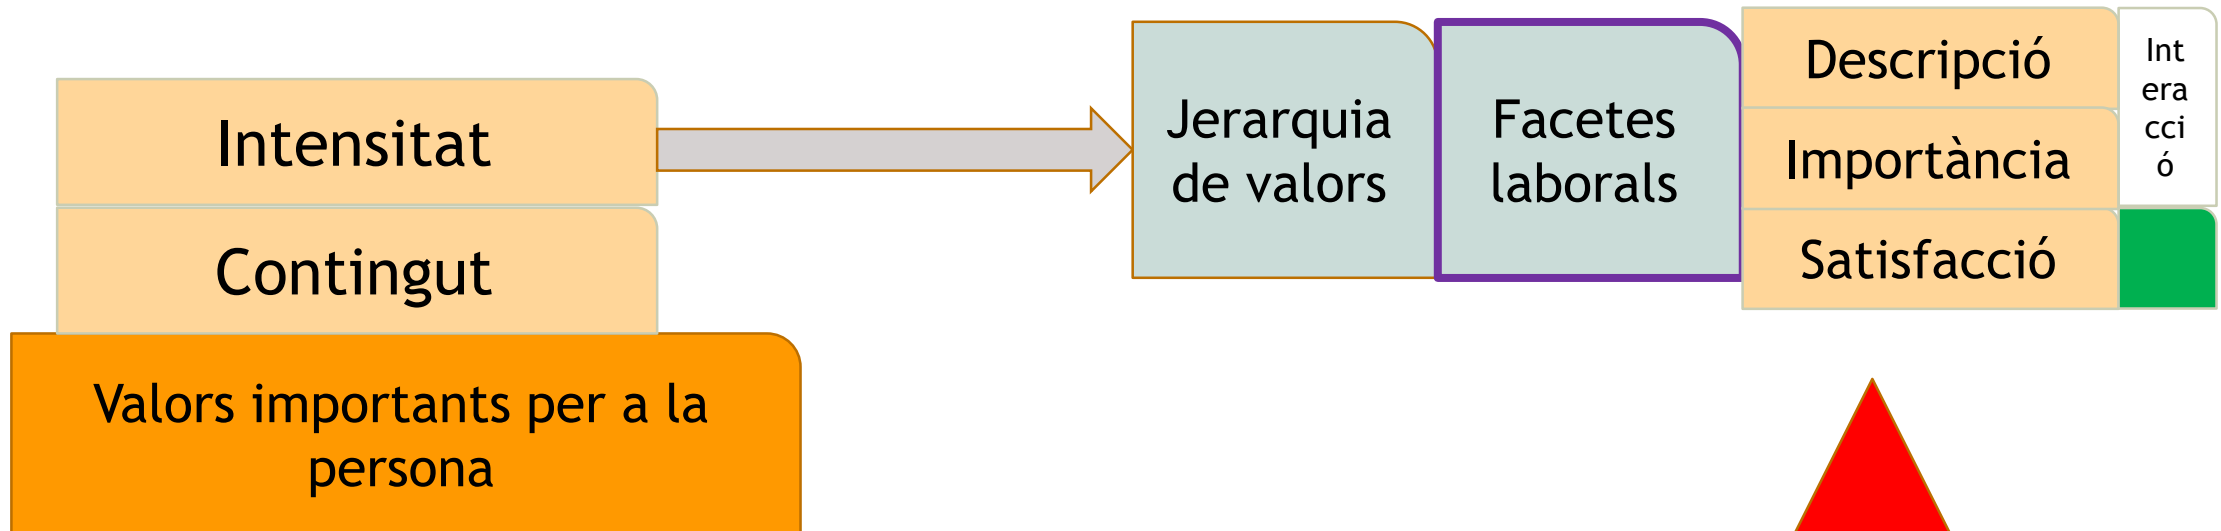 Intensitat
Contingut
Valors importants per a la
persona
Jerarquia
de valors
Facetes
laborals
Descripció
Importància
Satisfacció
Int
era
cci
ó